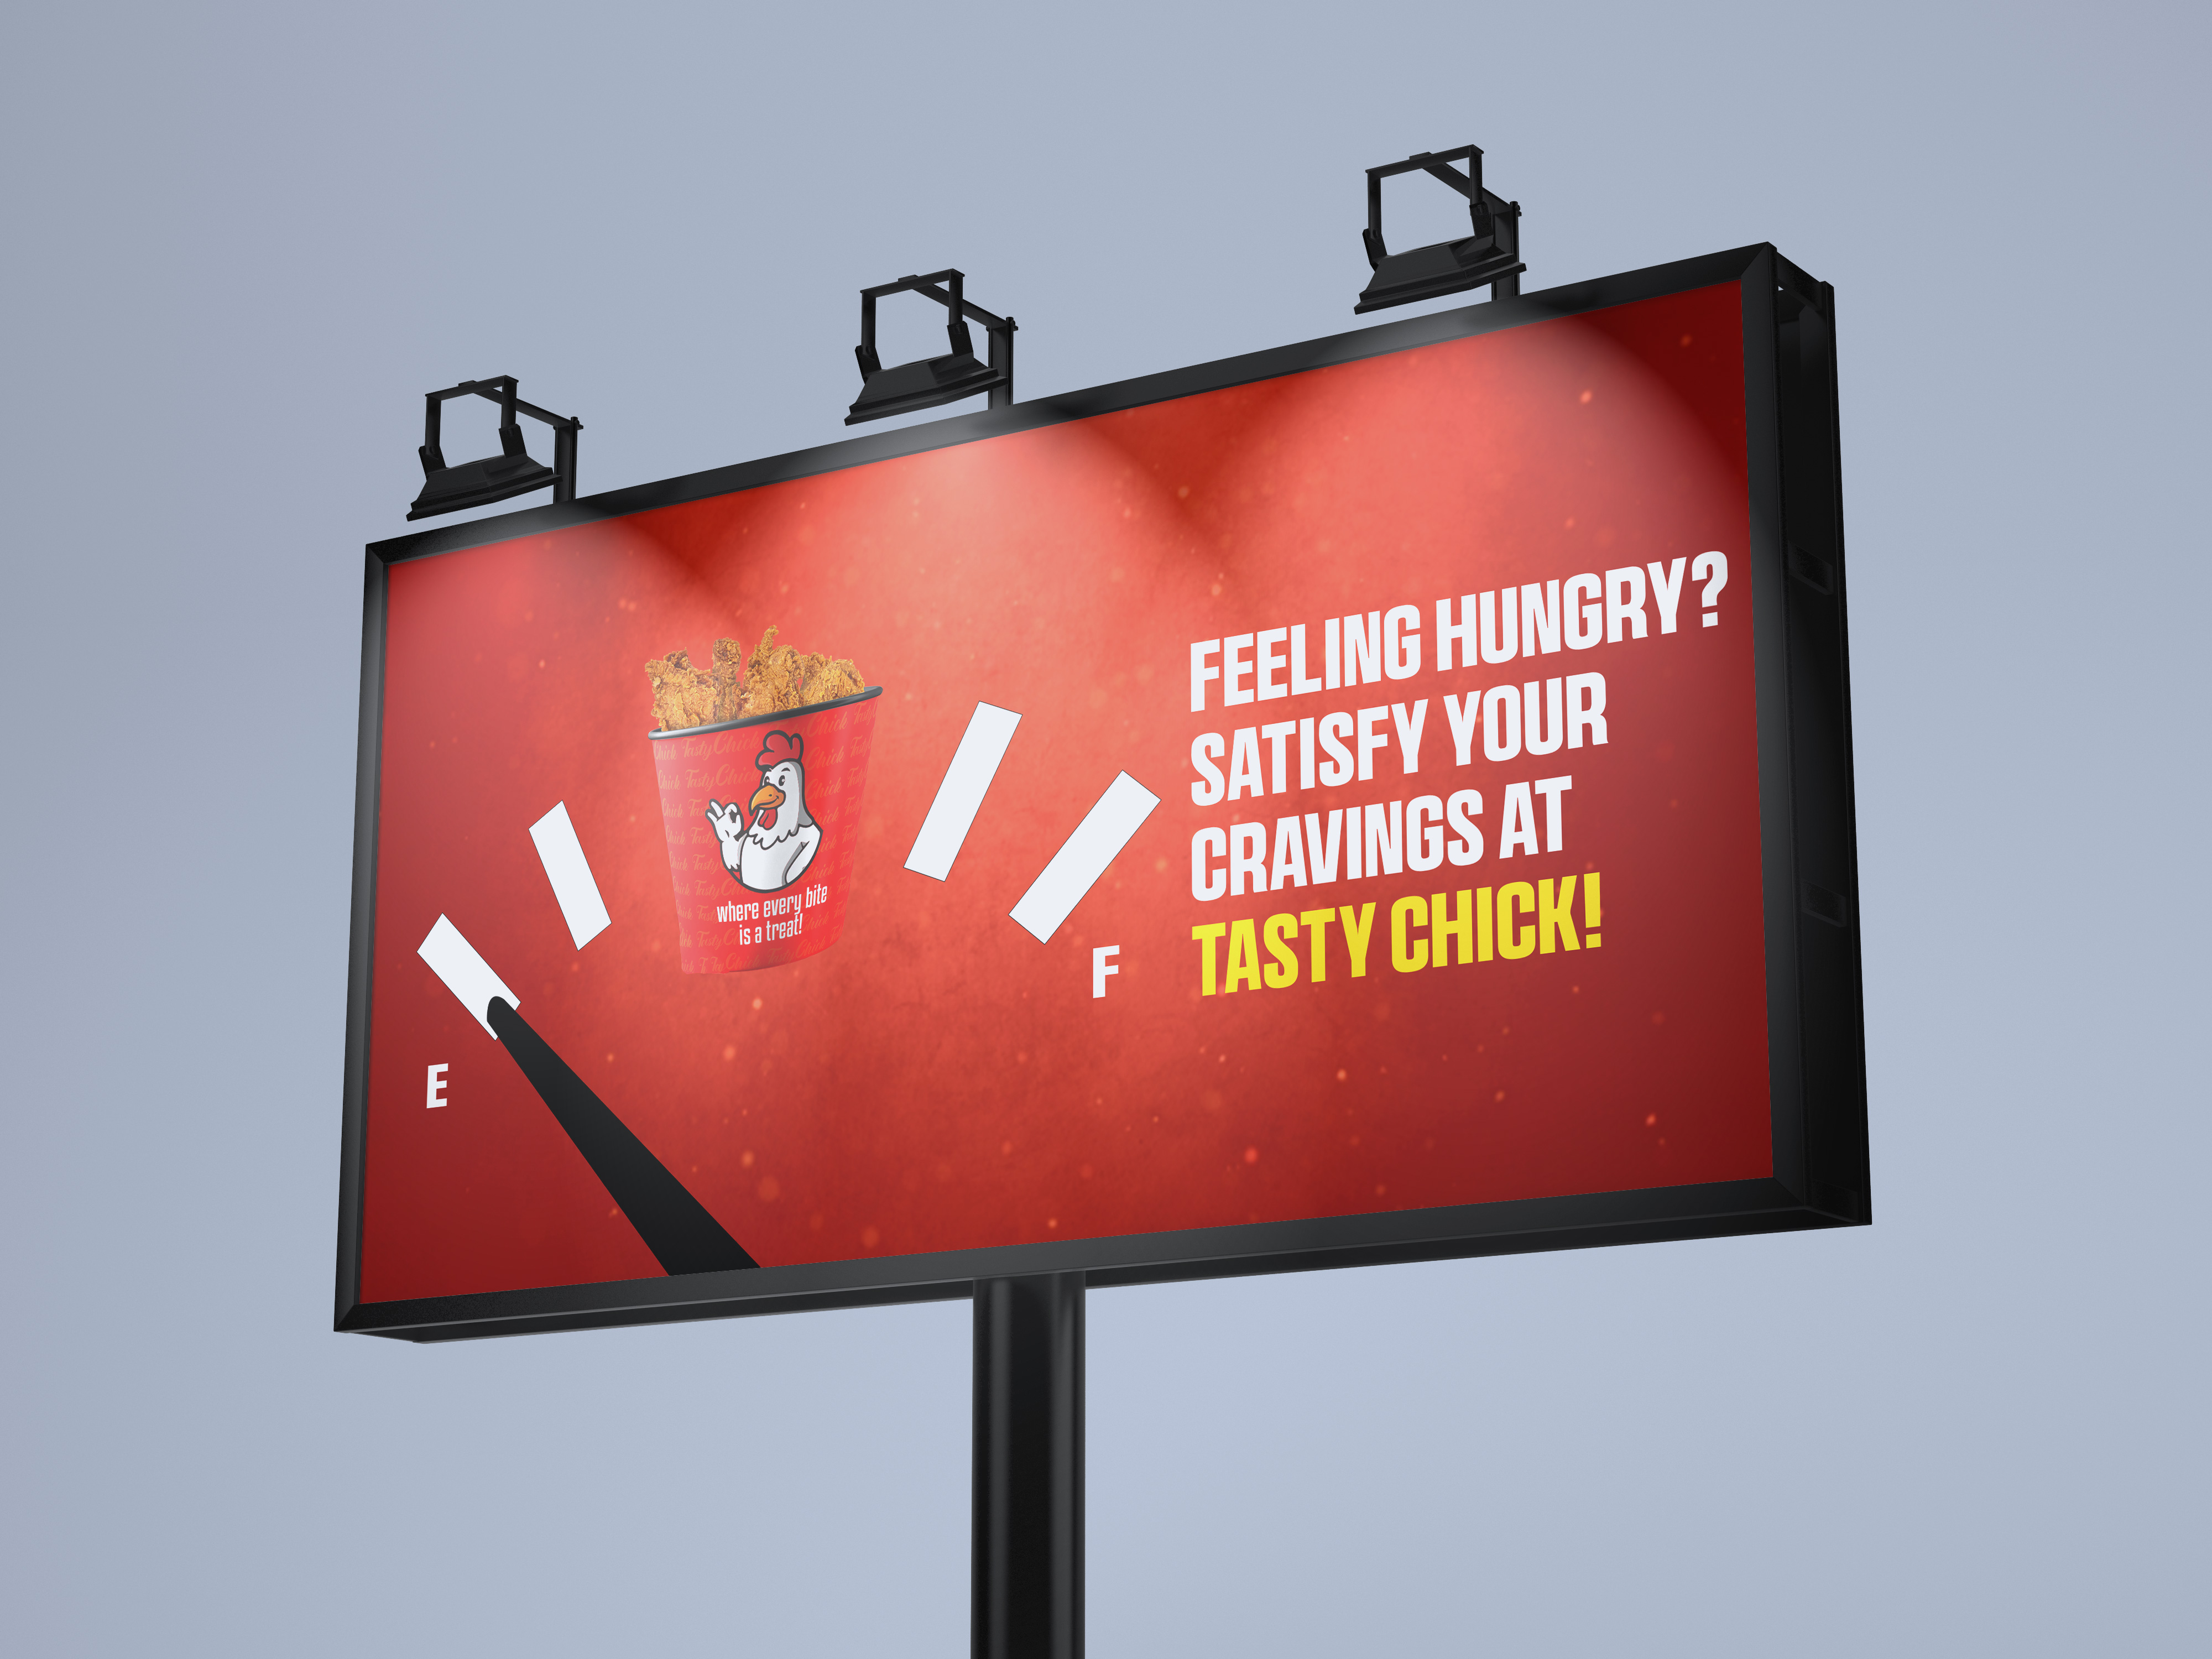 FEELING HUNGRY?
SATISFY YOUR
CRAVINGS AT
TASTY CHICK!
where every bite
is a treat!
E
F